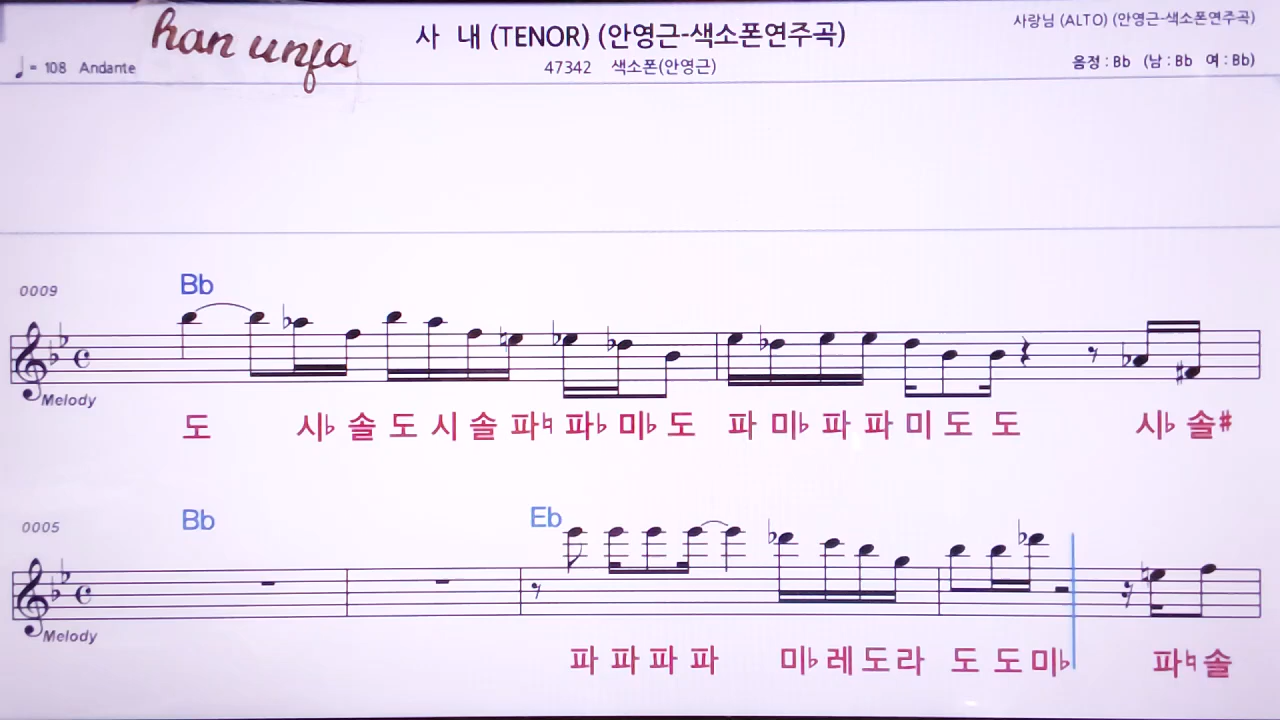 han unfa
사 내 (TENOR) (안영근-색소폰연주곡)
사랑님 (ALTO) (안영근-색소폰연주곡)
♩= 108 Andante
47342 색소폰(안영근)
음정 : Bb (남 : Bb 여 : Bb)
0009
Bb
Melody
도 시♭ 솔 도 시 솔 파♮ 파♭ 미♭ 도 파 미♭ 파 파 미 도 도 시♭ 솔#
0005
Bb Eb
Melody
파 파 파 파 미♭ 레 도 라 도 도 미♭ 파♮ 솔